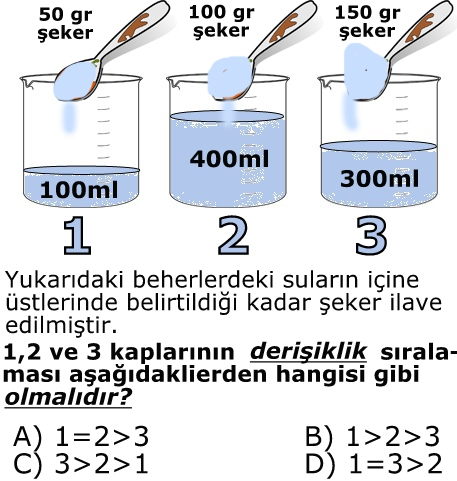 50 gr 100 gr 150 gr
şeker şeker şeker
100ml 400ml 300ml
1 2 3
Yukarıdaki beherlerdeki suların içine
üstlerinde belirtildiği kadar şeker ilave
edilmiştir.
1,2 ve 3 kaplarının derişiklik sırala-
ması aşağıdaklierden hangisi gibi
olmalıdır?
A) 1=2>3 B) 1>2>3
C) 3>2>1 D) 1=3>2